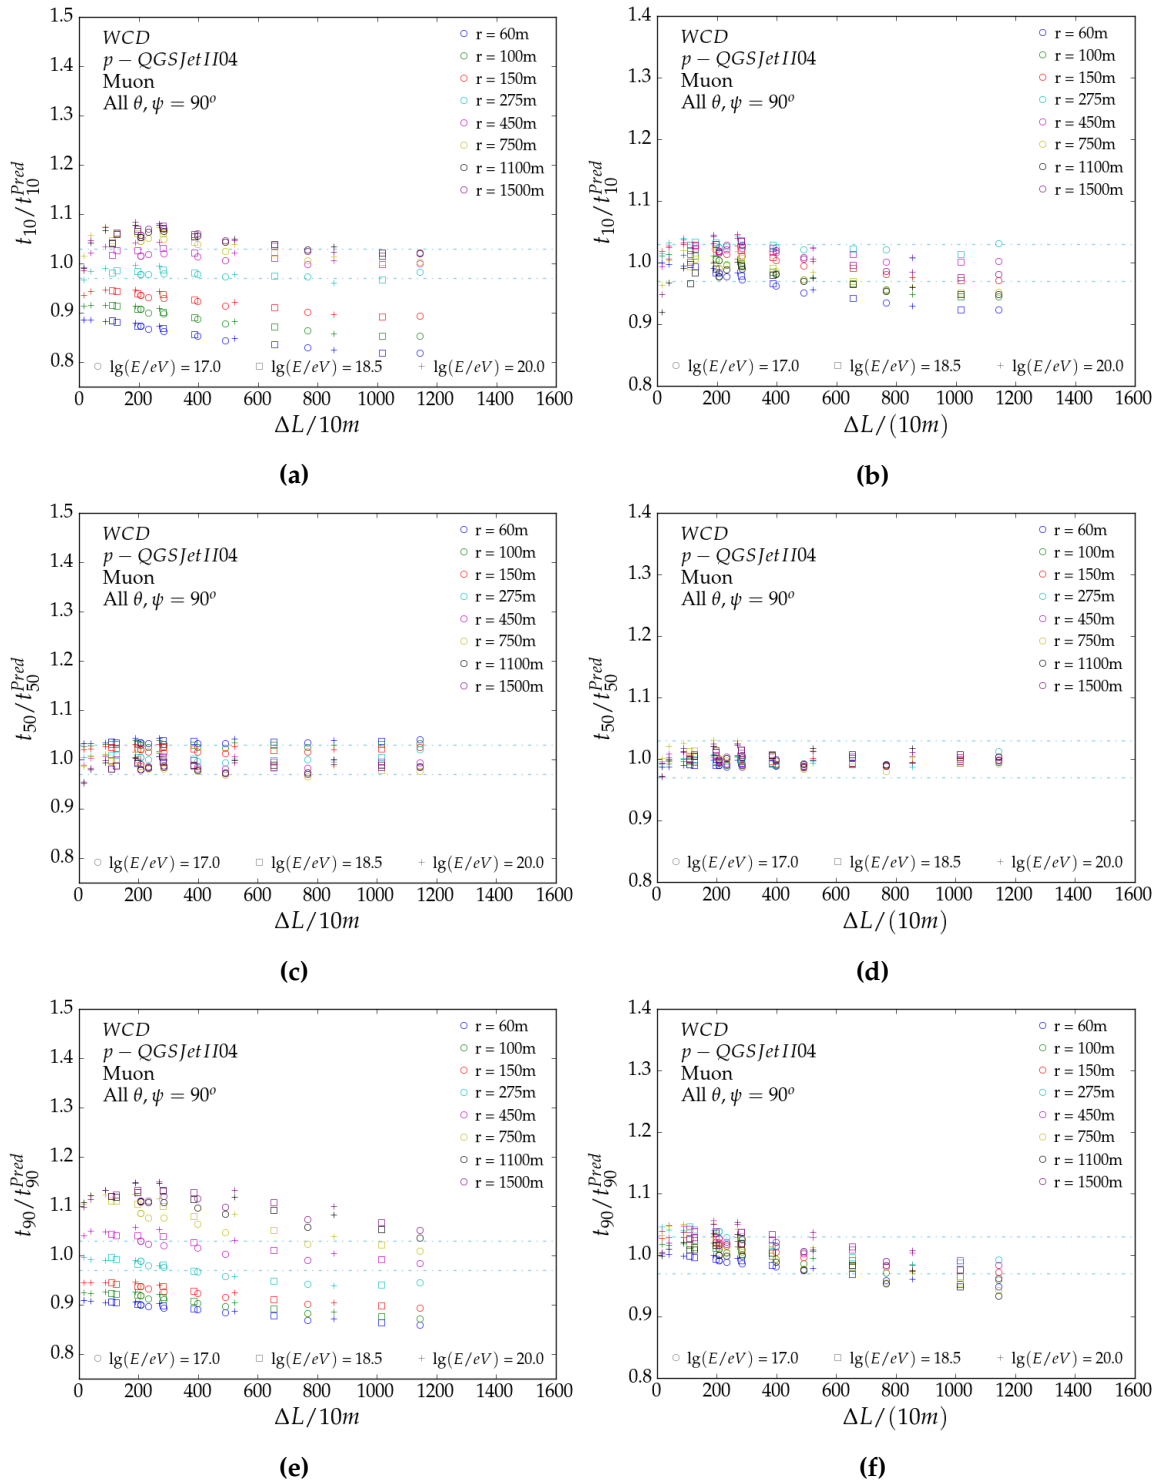 1.5
1.4
1.3
1.2
1.1
1.0
0.9
0.8
t_10/t_10^Pred
WCD
p − QGSJetII04
Muon
All θ, ψ = 90°
r = 60m
r = 100m
r = 150m
r = 275m
r = 450m
r = 750m
r = 1100m
r = 1500m
lg(E/eV) = 17.0 lg(E/eV) = 18.5 lg(E/eV) = 20.0
0 200 400 600 800 1000 1200 1400 1600
ΔL/10m
(a)
1.4
1.3
1.2
1.1
1.0
0.9
0.8
t_10/t_10^Pred
WCD
p − QGSJetII04
Muon
All θ, ψ = 90°
r = 60m
r = 100m
r = 150m
r = 275m
r = 450m
r = 750m
r = 1100m
r = 1500m
lg(E/eV) = 17.0 lg(E/eV) = 18.5 lg(E/eV) = 20.0
0 200 400 600 800 1000 1200 1400 1600
ΔL/(10m)
(b)
1.5
1.4
1.3
1.2
1.1
1.0
0.9
0.8
t_50/t_50^Pred
WCD
p − QGSJetII04
Muon
All θ, ψ = 90°
r = 60m
r = 100m
r = 150m
r = 275m
r = 450m
r = 750m
r = 1100m
r = 1500m
lg(E/eV) = 17.0 lg(E/eV) = 18.5 lg(E/eV) = 20.0
0 200 400 600 800 1000 1200 1400 1600
ΔL/10m
(c)
1.4
1.3
1.2
1.1
1.0
0.9
0.8
t_50/t_50^Pred
WCD
p − QGSJetII04
Muon
All θ, ψ = 90°
r = 60m
r = 100m
r = 150m
r = 275m
r = 450m
r = 750m
r = 1100m
r = 1500m
lg(E/eV) = 17.0 lg(E/eV) = 18.5 lg(E/eV) = 20.0
0 200 400 600 800 1000 1200 1400 1600
ΔL/(10m)
(d)
1.5
1.4
1.3
1.2
1.1
1.0
0.9
0.8
t_90/t_90^Pred
WCD
p − QGSJetII04
Muon
All θ, ψ = 90°
r = 60m
r = 100m
r = 150m
r = 275m
r = 450m
r = 750m
r = 1100m
r = 1500m
lg(E/eV) = 17.0 lg(E/eV) = 18.5 lg(E/eV) = 20.0
0 200 400 600 800 1000 1200 1400 1600
ΔL/10m
(e)
1.4
1.3
1.2
1.1
1.0
0.9
0.8
t_90/t_90^Pred
WCD
p − QGSJetII04
Muon
All θ, ψ = 90°
r = 60m
r = 100m
r = 150m
r = 275m
r = 450m
r = 750m
r = 1100m
r = 1500m
lg(E/eV) = 17.0 lg(E/eV) = 18.5 lg(E/eV) = 20.0
0 200 400 600 800 1000 1200 1400 1600
ΔL/(10m)
(f)